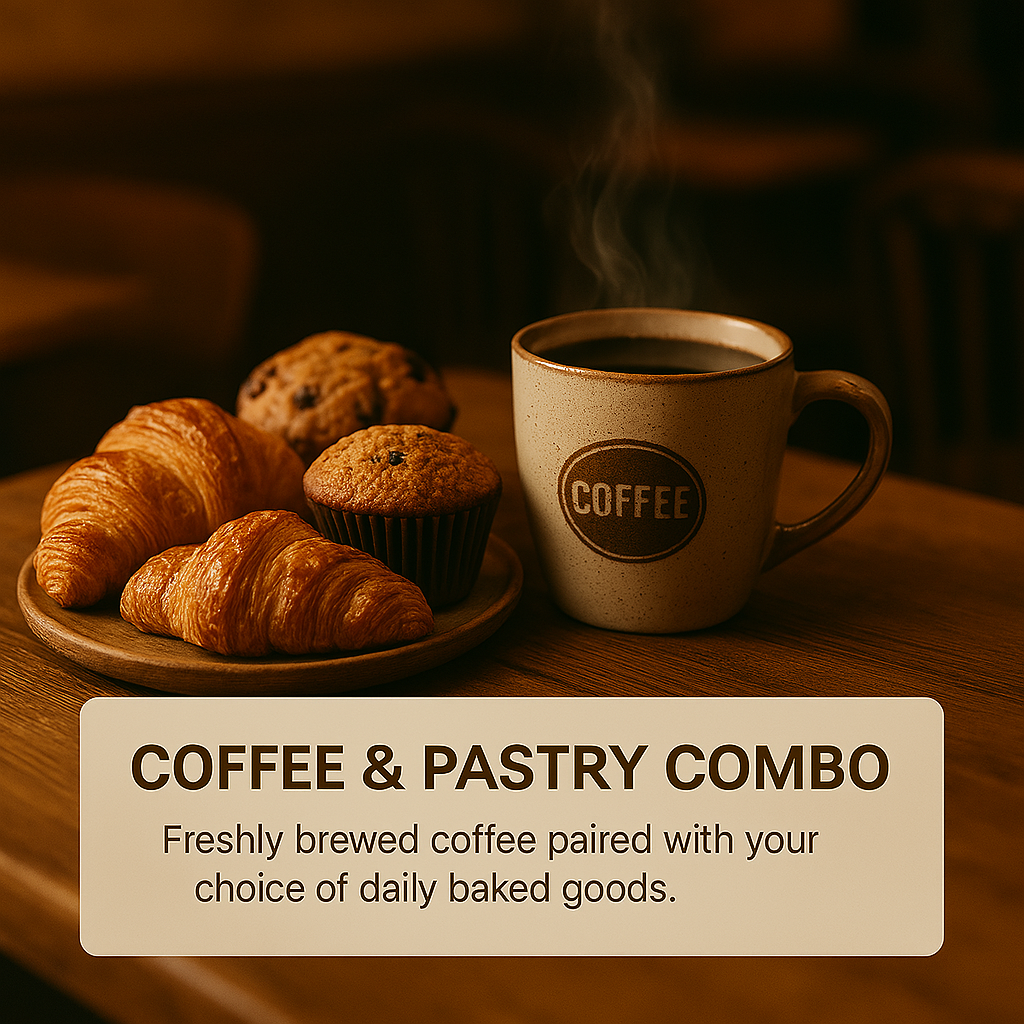 COFFEE
COFFEE & PASTRY COMBO
Freshly brewed coffee paired with your
choice of daily baked goods.